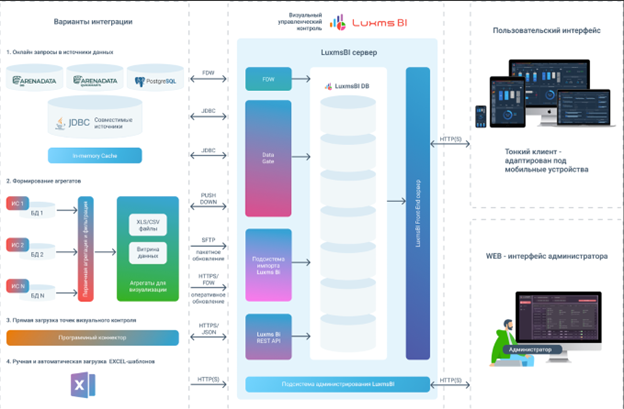 Варианты интеграции
1. Онлайн запросы в источники данных
ARENADATA
ARENADATA
PostgreSQL
JDBC
Совместимые
источники
In-memory Cache
2. Формирование агрегатов
ИС 1
БД 1
ИС 2
БД 2
ИС N
БД N
Первичная агрегация и фильтрация
XLS/CSV
файлы
Витрина
данных
Агрегаты для
визуализации
3. Прямая загрузка точек визуального контроля
Программный коннектор
4. Ручная и автоматическая загрузка EXCEL-шаблонов
X
FDW
JDBC
JDBC
PUSH
DOWN
SFTP
пакетное
обновление
HTTPS/
FDW
оперативное
обновление
HTTPS/
JSON
HTTP(S)
Визуальный
управленческий
контроль
Luxms BI
LuxmsBI сервер
FDW
Data
Gate
Подсистема
импорта
Luxms BI
Luxms BI
REST API
LuxmsBI DB
Подсистема администрирования LuxmsBI
HTTP(S)
HTTP(S)
Пользовательский интерфейс
Тонкий клиент -
адаптирован под
мобильные устройства
WEB - интерфейс администратора
Администратор